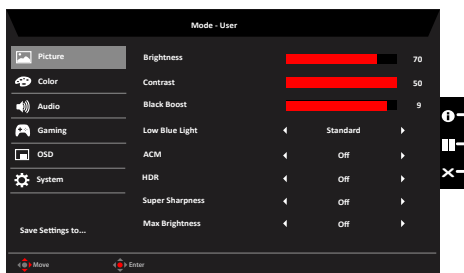 Mode - User
Picture
Color
Audio
Gaming
OSD
System
Save Settings to...
Brightness 70
Contrast 50
Black Boost 9
Low Blue Light Standard
ACM Off
HDR Off
Super Sharpness Off
Max Brightness Off
Move Enter